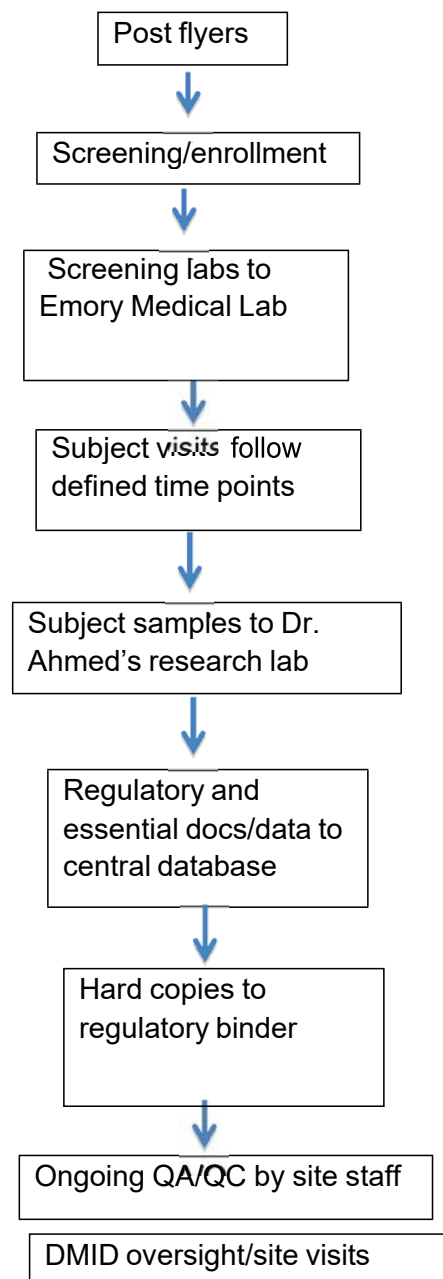 Post flyers
Screening/enrollment
Screening labs to
Emory Medical Lab
Subject visits follow
defined time points
Subject samples to Dr.
Ahmed's research lab
Regulatory and
essential docs/data to
central database
Hard copies to
regulatory binder
Ongoing QA/QC by site staff
DMID oversight/site visits